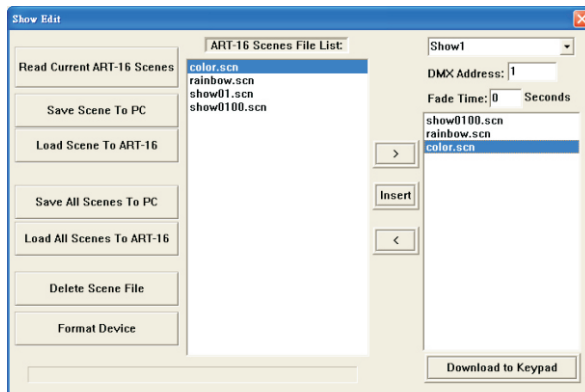 Show Edit
Read Current ART-16 Scenes
Save Scene To PC
Load Scene To ART-16
Save All Scenes To PC
Load All Scenes To ART-16
Delete Scene File
Format Device
ART-16 Scenes File List:
color.scn
rainbow.scn
show01.scn
show0100.scn
>
Insert
<
Show1
DMX Address: 1
Fade Time: 0 Seconds
show0100.scn
rainbow.scn
color.scn
Download to Keypad